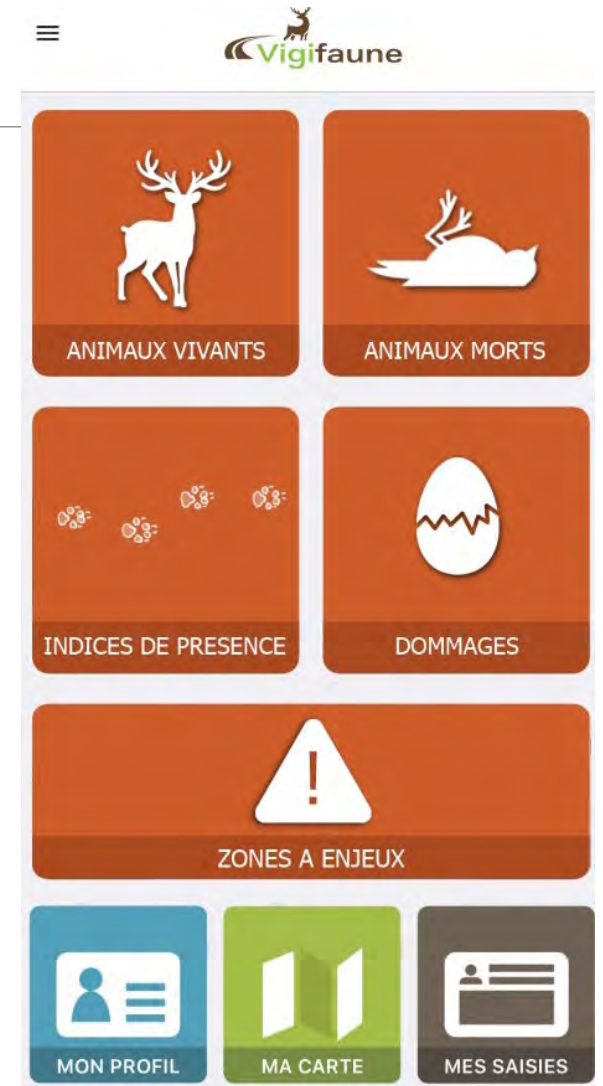 Vigifaune
ANIMAUX VIVANTS
ANIMAUX MORTS
INDICES DE PRESENCE
DOMMAGES
!
ZONES A ENJEUX
MON PROFIL
MA CARTE
MES SAISIES